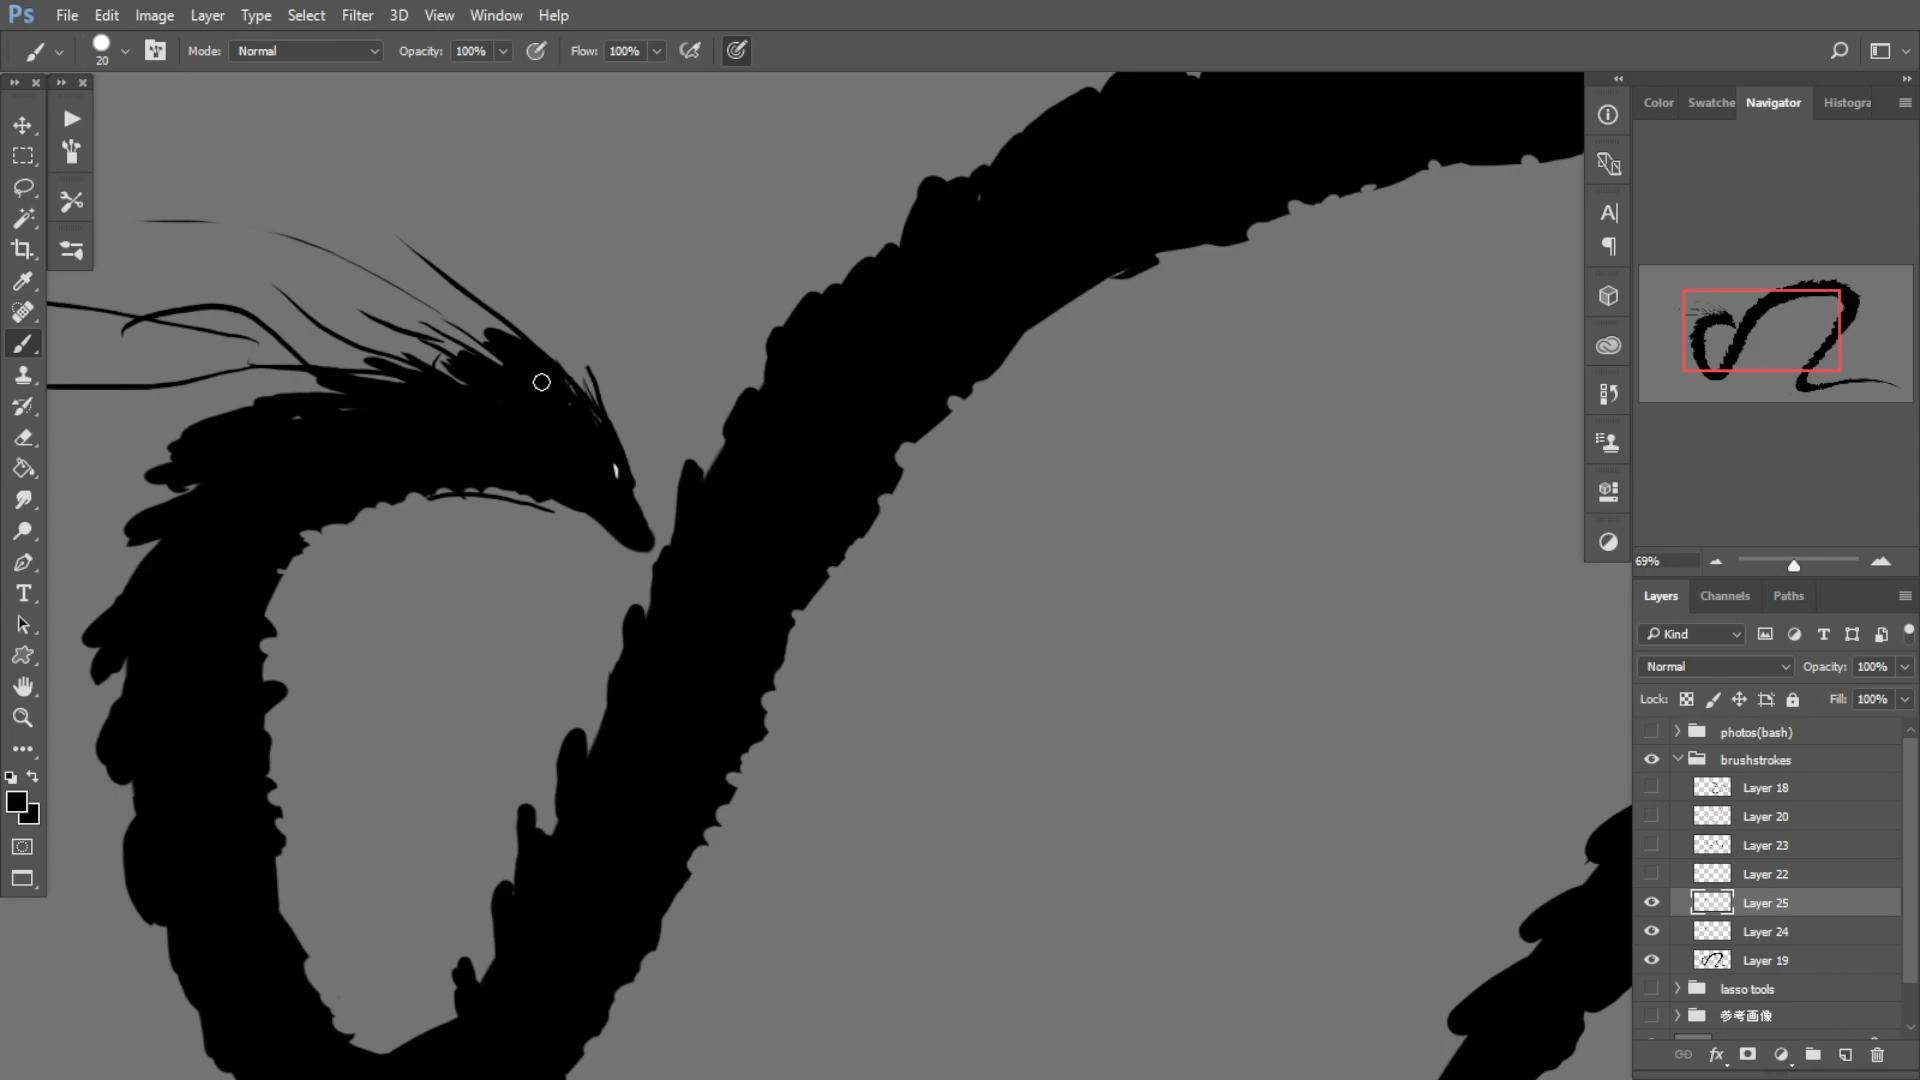 Ps File Edit Image Layer Type Select Filter 3D View Window Help
20 Mode: Normal Opacity: 100% Flow: 100%
Color Swatche Navigator Histogra
69%
Layers Channels Paths
Kind
Normal Opacity: 100%
Lock: Fill: 100%
photos(bash)
brushstrokes
Layer 18
Layer 20
Layer 23
Layer 22
Layer 25
Layer 24
Layer 19
lasso tools
参考画像